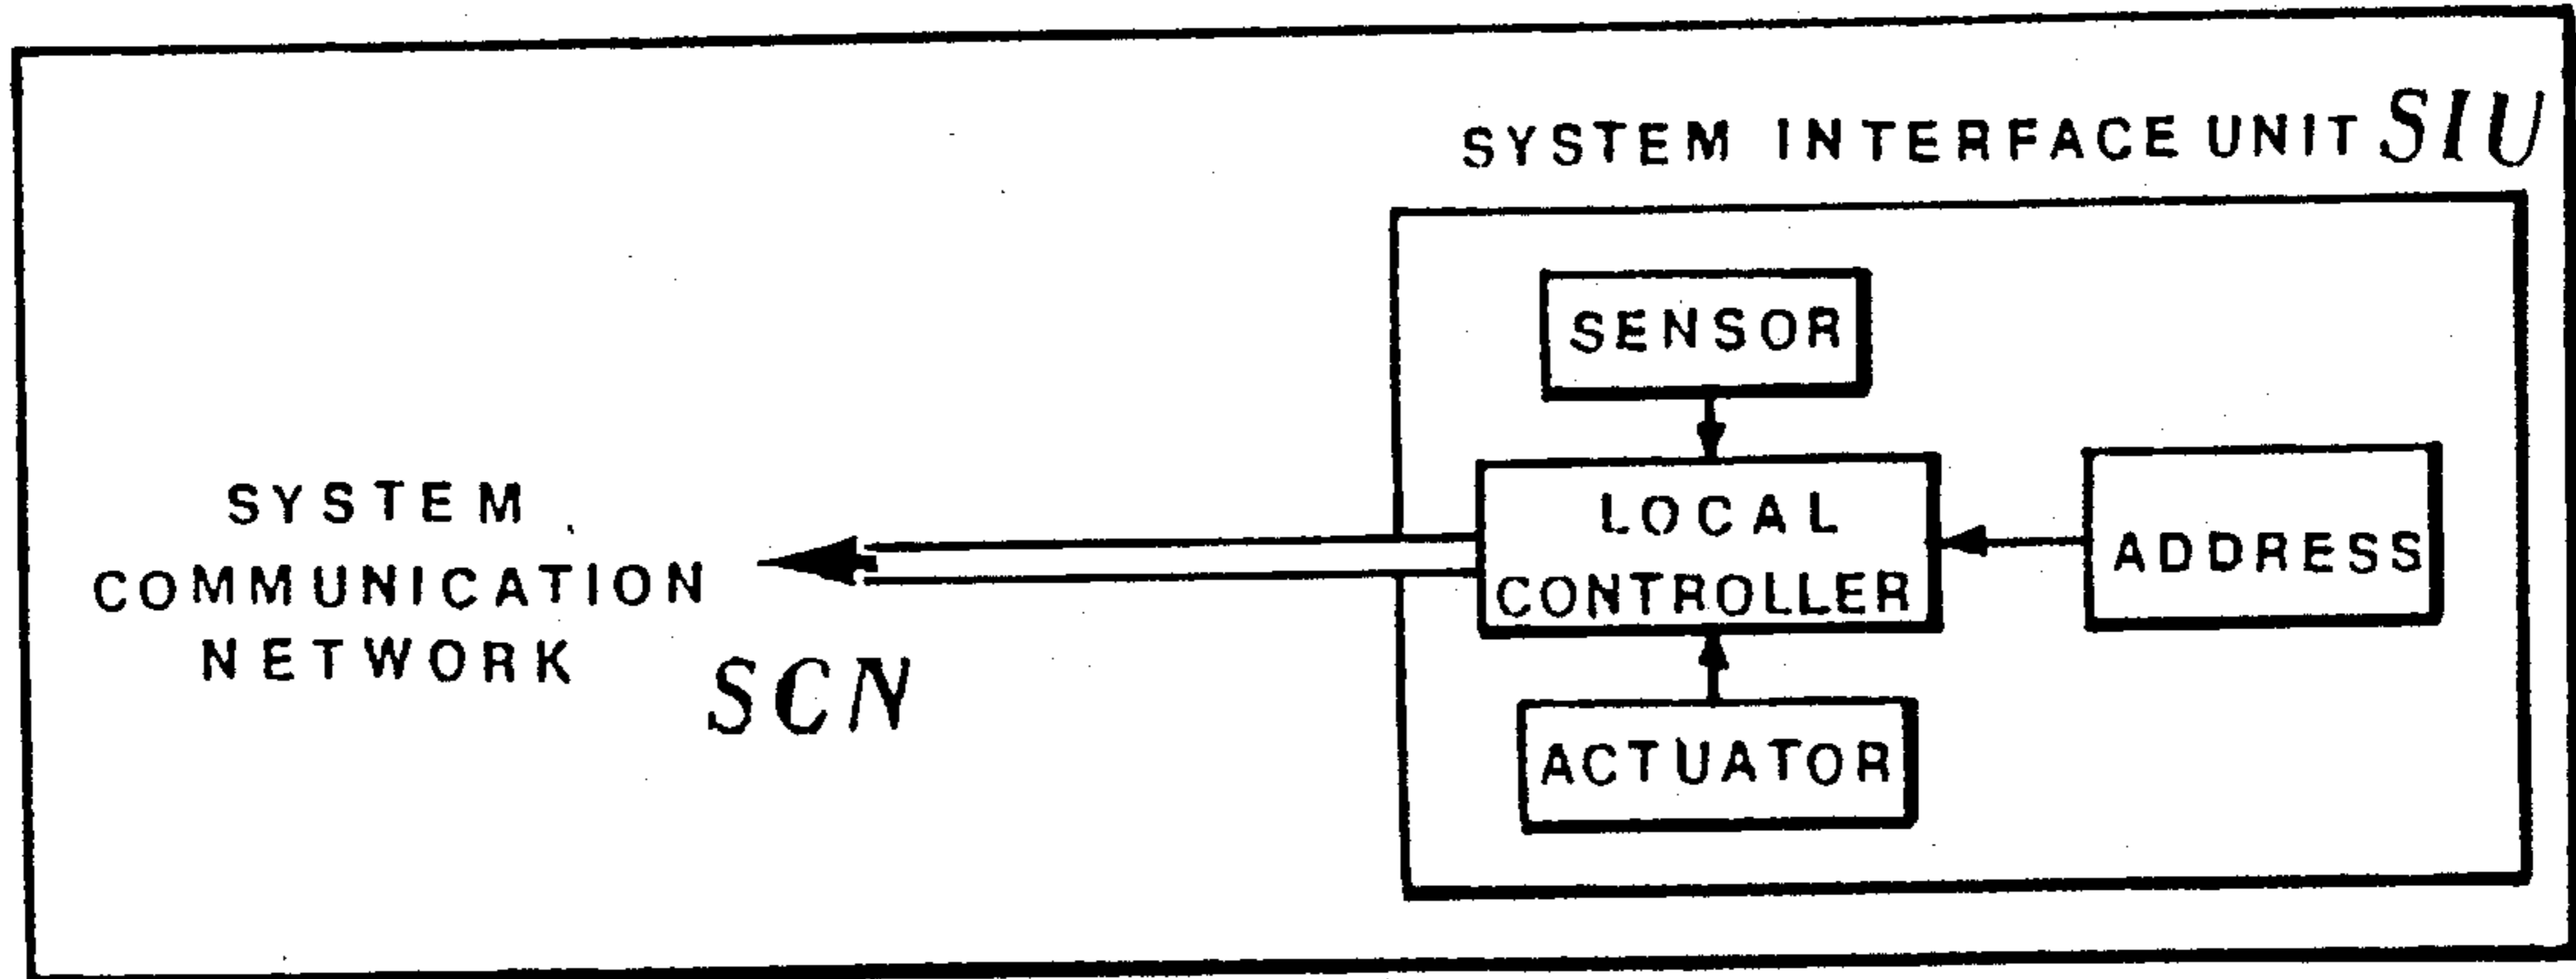 SYSTEM INTERFACE UNIT SIU
SENSOR
LOCAL
CONTROLLER
ADDRESS
ACTUATOR
SYSTEM
COMMUNICATION
NETWORK
SCN